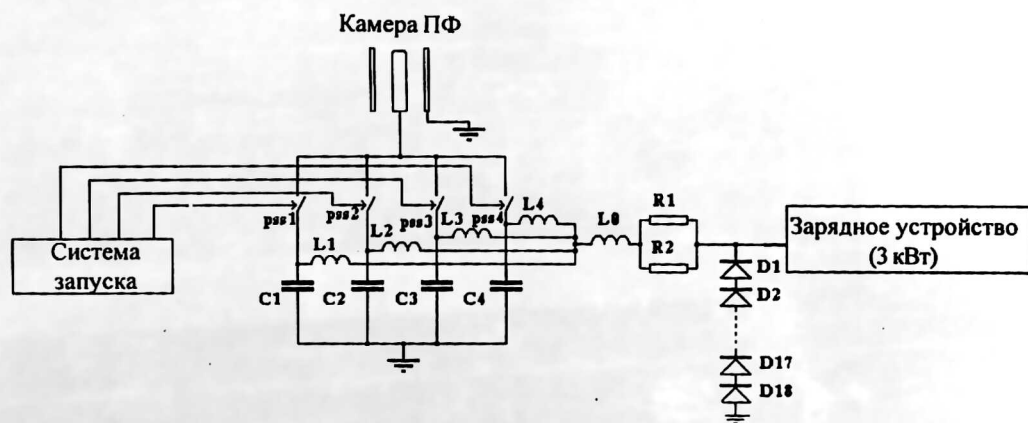 Камера ПФ
pss1
pss2
pss3
pss4
L4
L3
L2
L1
L0
R1
R2
Система
запуска
Зарядное устройство
(3 кВт)
C1
C2
C3
C4
D1
D2
D17
D18